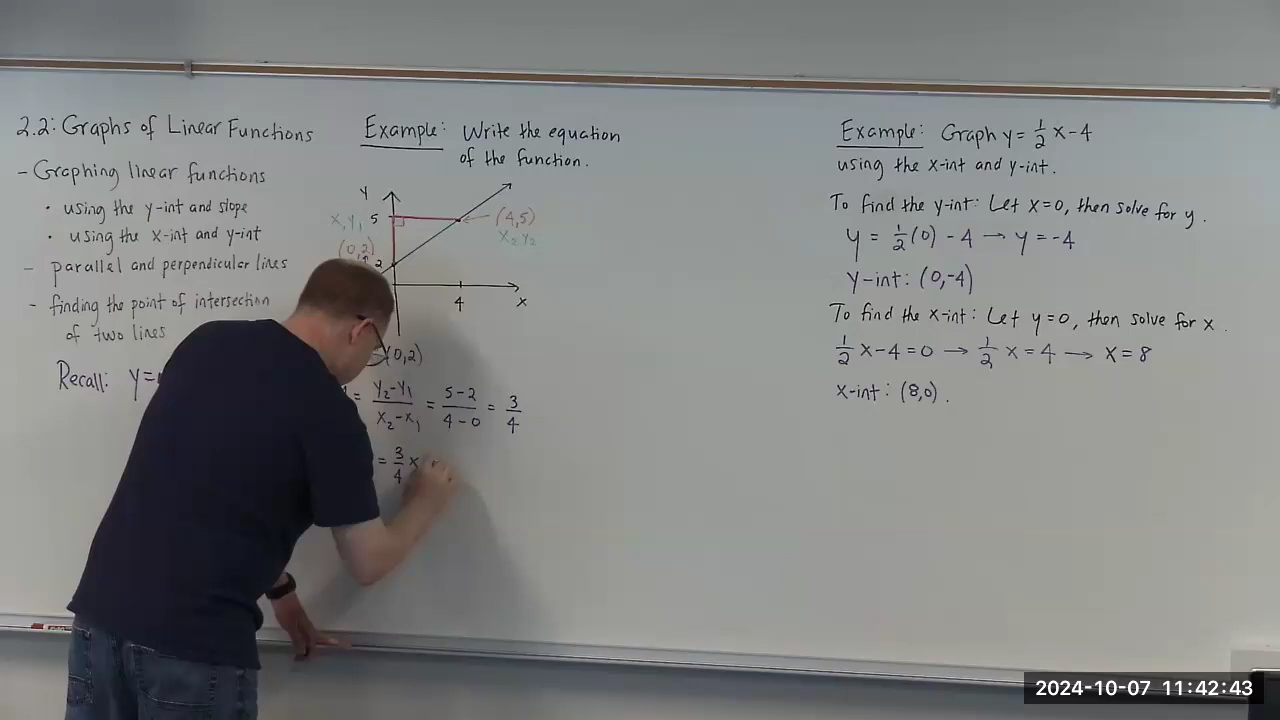 2.2: Graphs of Linear Functions
- Graphing linear functions
• using the y-int and slope
• using the x-int and y-int
- parallel and perpendicular lines
- finding the point of intersection
of two lines
Recall: y=
Example: Write the equation
of the function.
y
x₁ y₁ 5
(4,5)
x₂ y₂
(0,2)
2
4 x
(0,2)
= y₂-y₁/x₂-x₁ = 5-2/4-0 = 3/4
= 3/4 x
Example: Graph y = 1/2 x-4
using the x-int and y-int.
To find the y-int: Let x=0, then solve for y.
y = 1/2 (0) - 4 → y = -4
y-int: (0,-4)
To find the x-int: Let y=0, then solve for x.
1/2 x-4=0 → 1/2 x = 4 → x = 8
x-int: (8,0).
2024-10-07 11:42:43